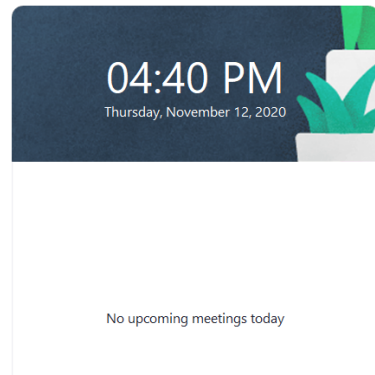 04:40 PM
Thursday, November 12, 2020
No upcoming meetings today